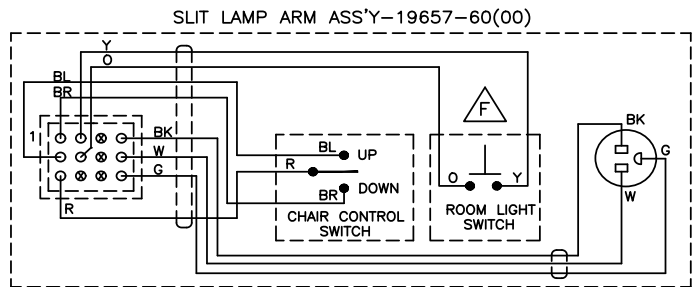 SLIT LAMP ARM ASS'Y-19657-60(00)
Y
O
BL
BR
1
BK
W
G
R
R
BL
UP
BR
DOWN
CHAIR CONTROL
SWITCH
F
O
Y
ROOM LIGHT
SWITCH
BK
G
W